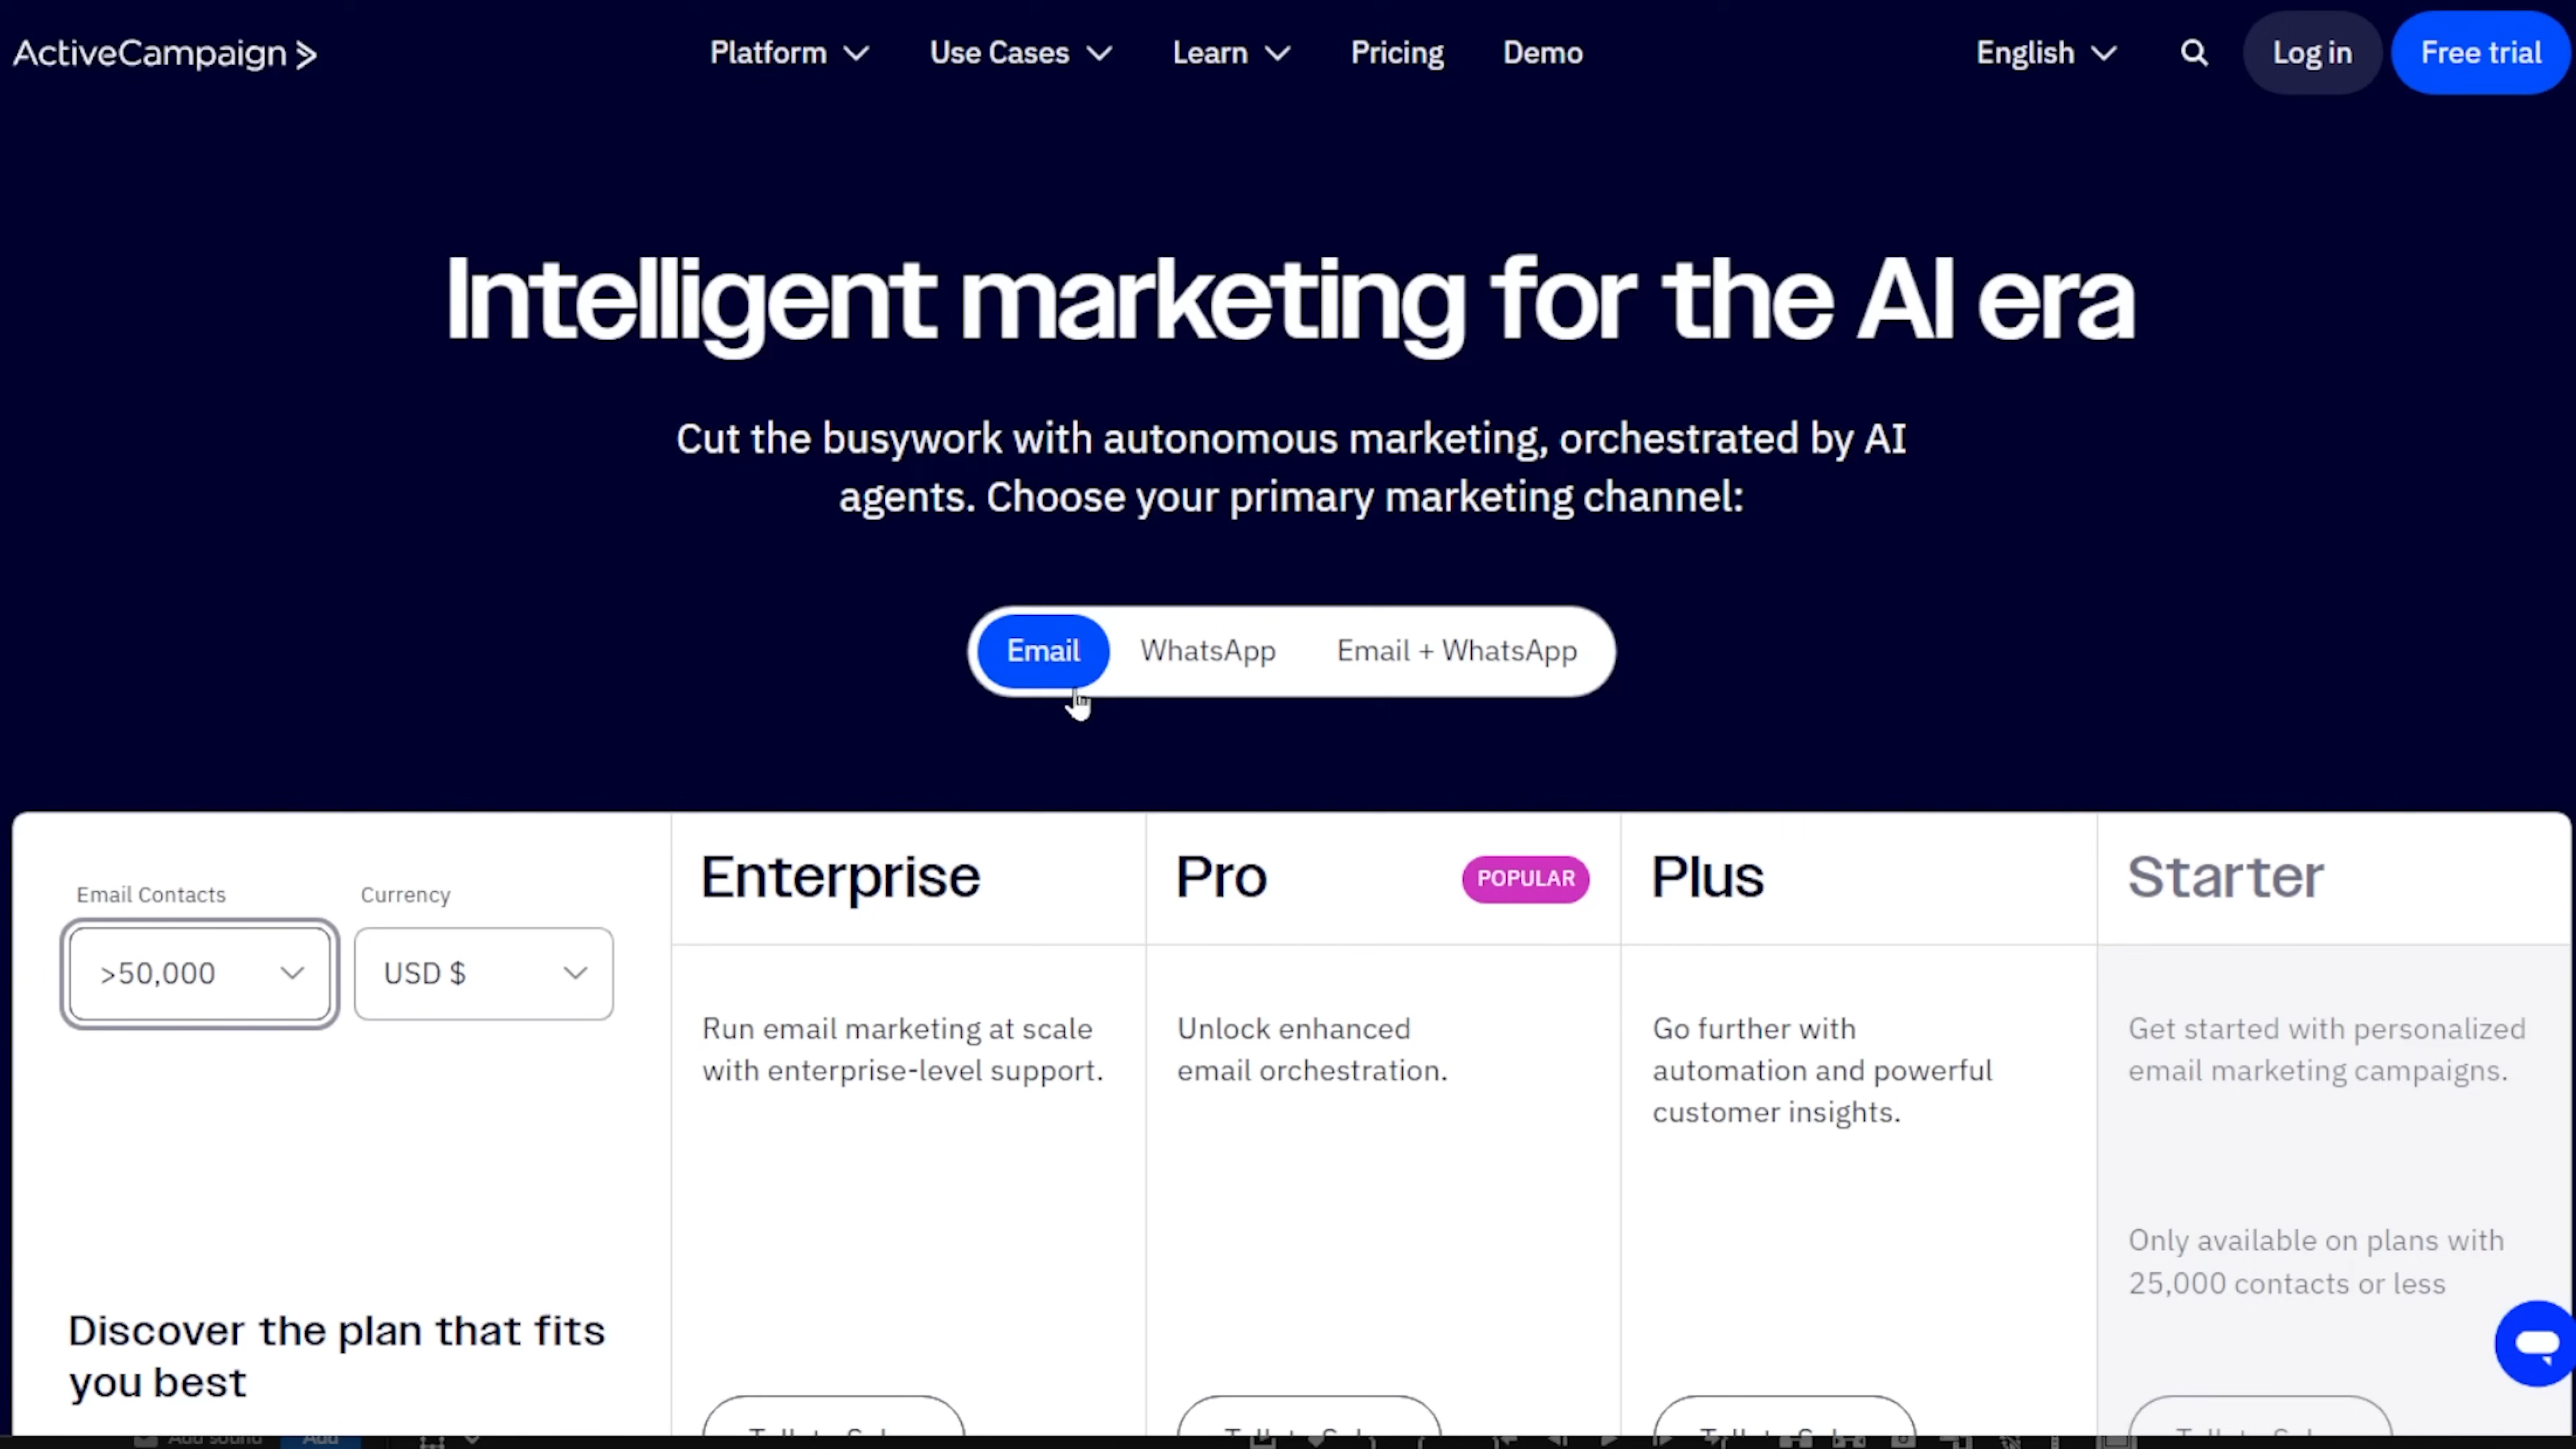 ActiveCampaign >
Platform Use Cases Learn Pricing Demo English Log in Free trial
Intelligent marketing for the AI era
Cut the busywork with autonomous marketing, orchestrated by AI
agents. Choose your primary marketing channel:
Email WhatsApp Email + WhatsApp
Email Contacts Currency
>50,000 USD $
Discover the plan that fits
you best
Enterprise
Run email marketing at scale
with enterprise-level support.
Pro POPULAR
Unlock enhanced
email orchestration.
Plus
Go further with
automation and powerful
customer insights.
Starter
Get started with personalized
email marketing campaigns.
Only available on plans with
25,000 contacts or less
Add sound Add